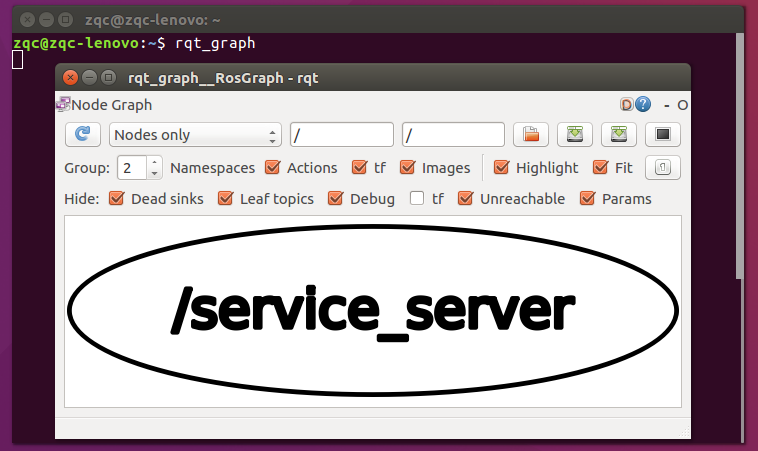 zqc@zqc-lenovo: ~
zqc@zqc-lenovo:~$ rqt_graph
rqt_graph__RosGraph - rqt
Node Graph D ? - O
Nodes only / /
Group: 2 Namespaces Actions tf Images Highlight Fit
Hide: Dead sinks Leaf topics Debug tf Unreachable Params
/service_server